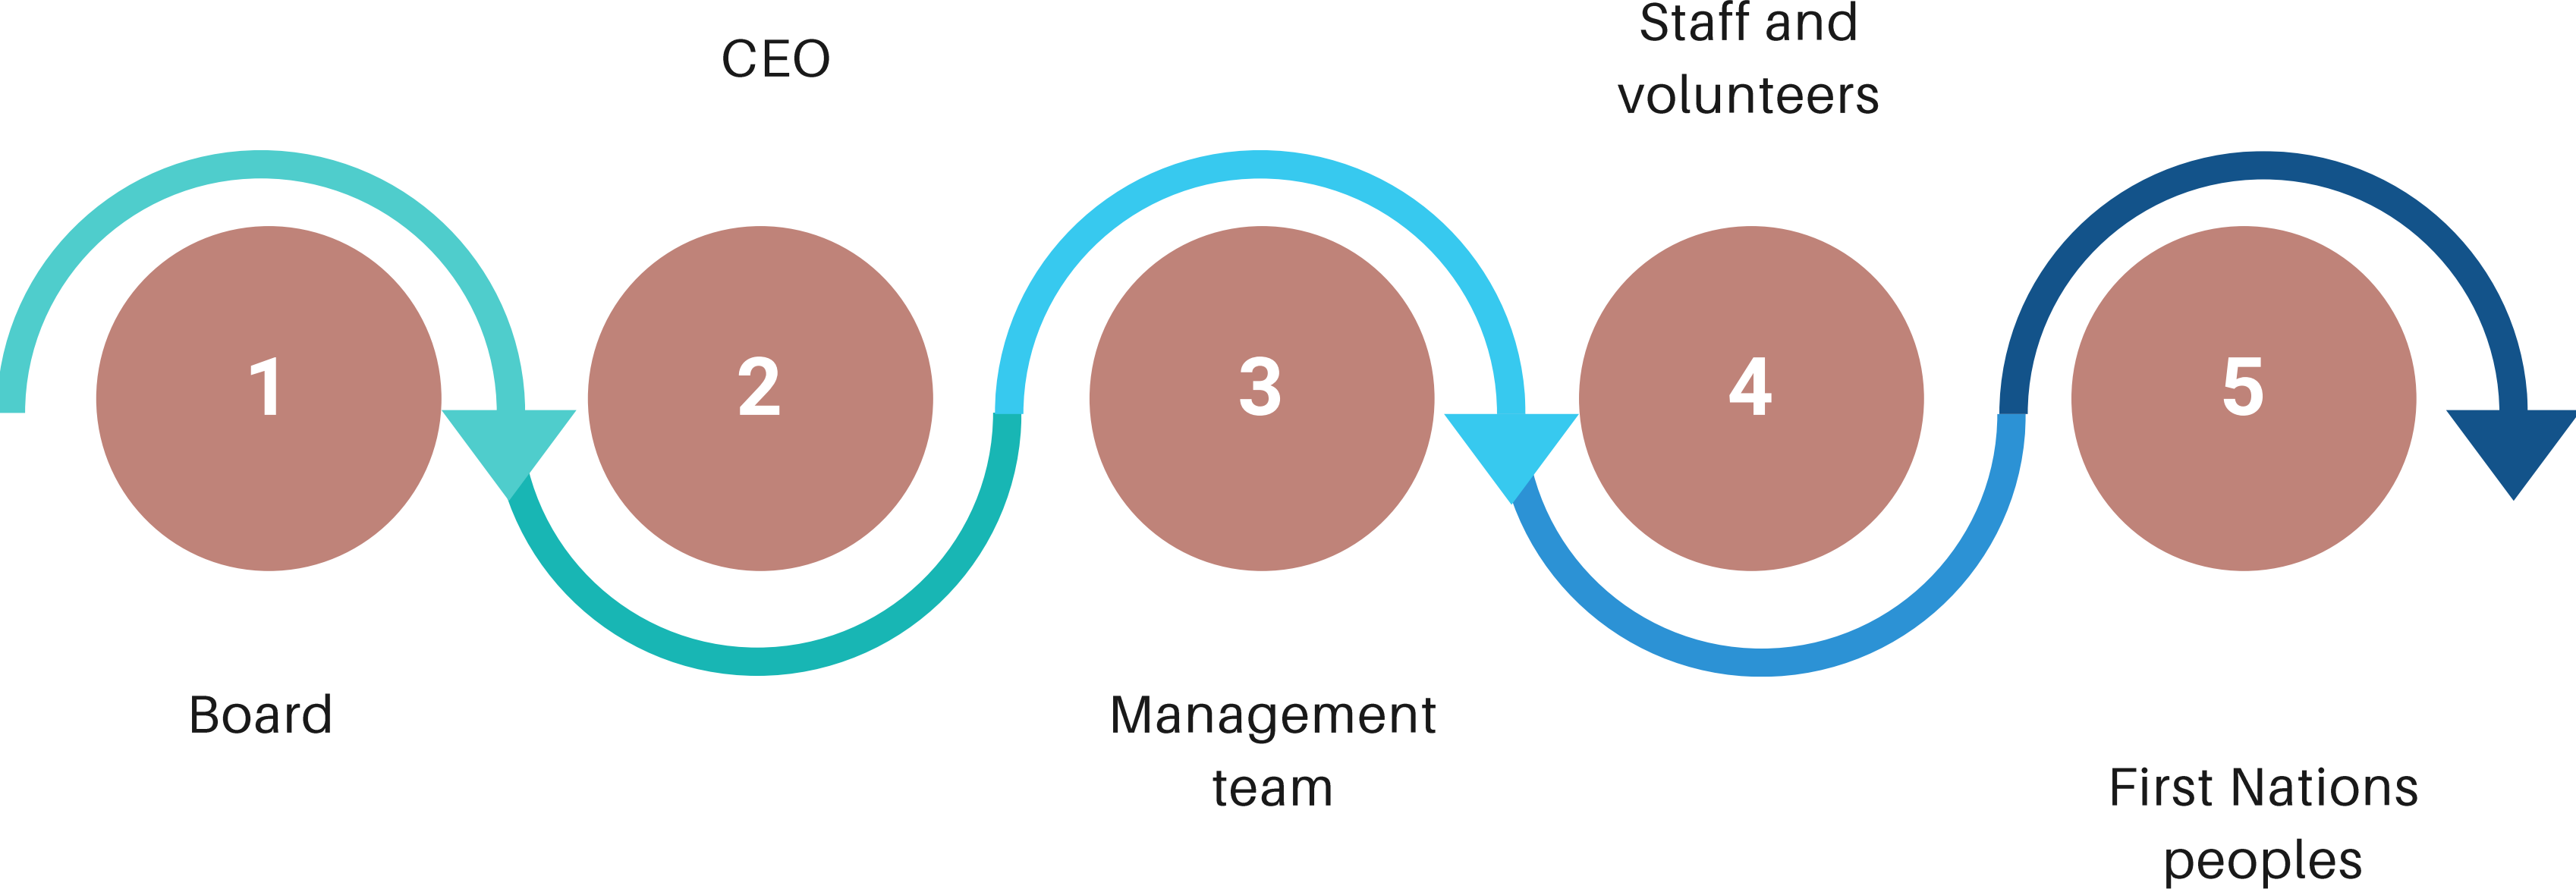 CEO
Staff and
volunteers
1
2
3
4
5
Board
Management
team
First Nations
peoples